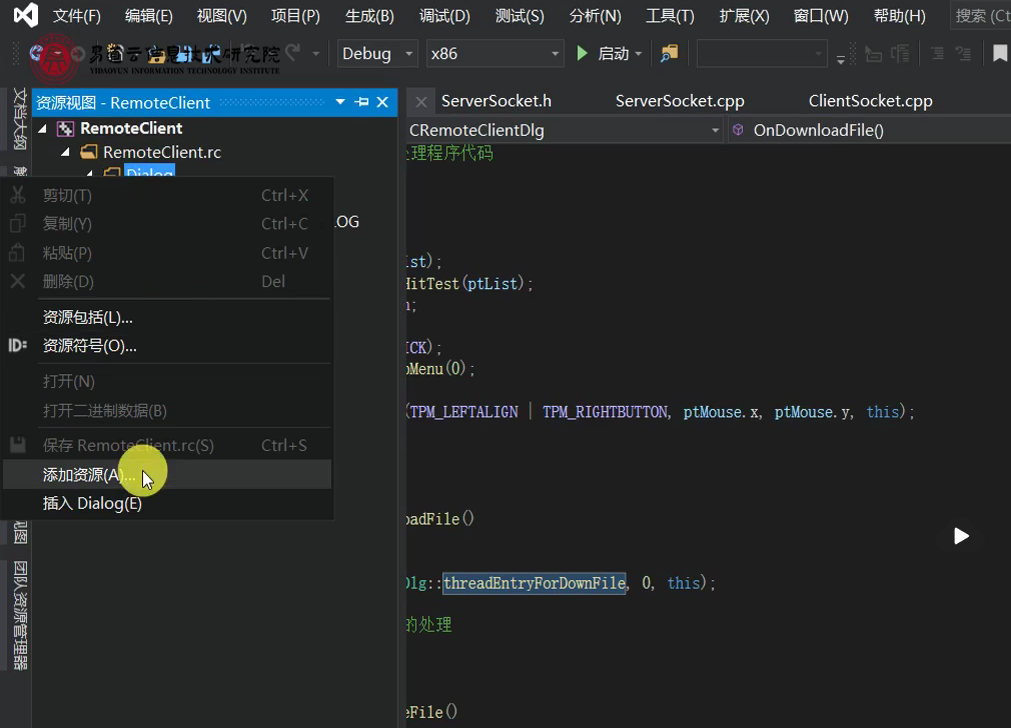 文件(F) 编辑(E) 视图(V) 项目(P) 生成(B) 调试(D) 测试(S) 分析(N) 工具(T) 扩展(X) 窗口(W) 帮助(H) 搜索 (Ct
易道云信息技术研究院
YIDAOYUN INFORMATION TECHNOLOGY INSTITUTE
Debug x86 启动
文档大纲
资源视图 - RemoteClient
ServerSocket.h ServerSocket.cpp ClientSocket.cpp
RemoteClient
CRemoteClientDlg OnDownloadFile()
RemoteClient.rc
理程序代码
Dialog
剪切(T) Ctrl+X
复制(Y) Ctrl+C
LOG
粘贴(P) Ctrl+V
st);
删除(D) Del
HitTest(ptList);
资源包括(L)...
资源符号(O)...
ICK);
Menu(0);
打开(N)
打开二进制数据(B)
(TPM_LEFTALIGN | TPM_RIGHTBUTTON, ptMouse.x, ptMouse.y, this);
保存 RemoteClient.rc(S) Ctrl+S
添加资源(A)...
插入 Dialog(E)
oadFile()
视图
团队资源管理器
Dlg::threadEntryForDownFile, 0, this);
的处理
eFile()